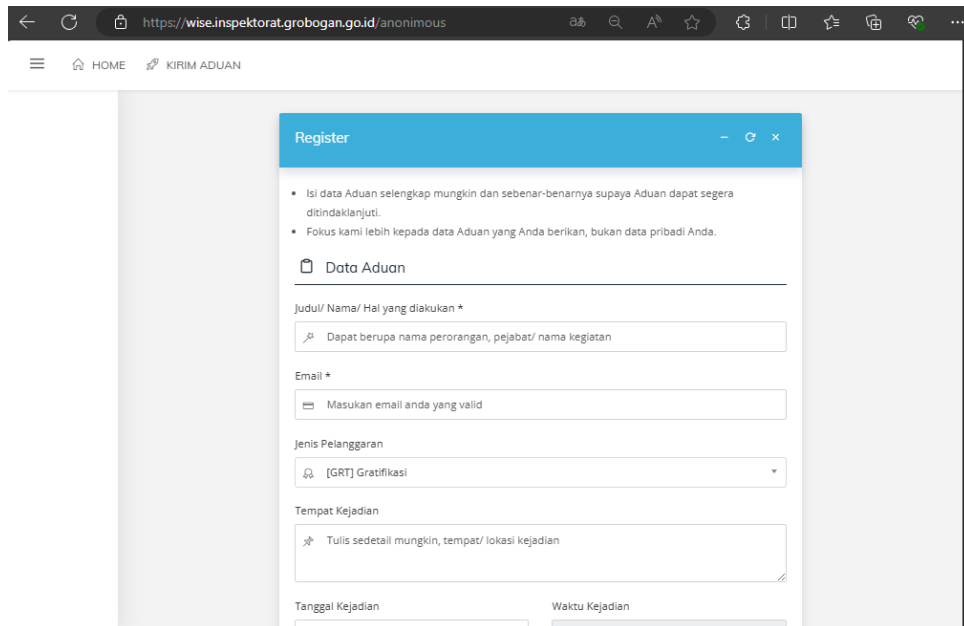 https://wise.inspektorat.grobogan.go.id/anonimous
HOME KIRIM ADUAN
Register
Isi data Aduan selengkap mungkin dan sebenar-benarnya supaya Aduan dapat segera
ditindaklanjuti.
Fokus kami lebih kepada data Aduan yang Anda berikan, bukan data pribadi Anda.
Data Aduan
Judul/ Nama/ Hal yang diakukan *
Dapat berupa nama perorangan, pejabat/ nama kegiatan
Email *
Masukan email anda yang valid
Jenis Pelanggaran
[GRT] Gratifikasi
Tempat Kejadian
Tulis sedetail mungkin, tempat/ lokasi kejadian
Tanggal Kejadian Waktu Kejadian